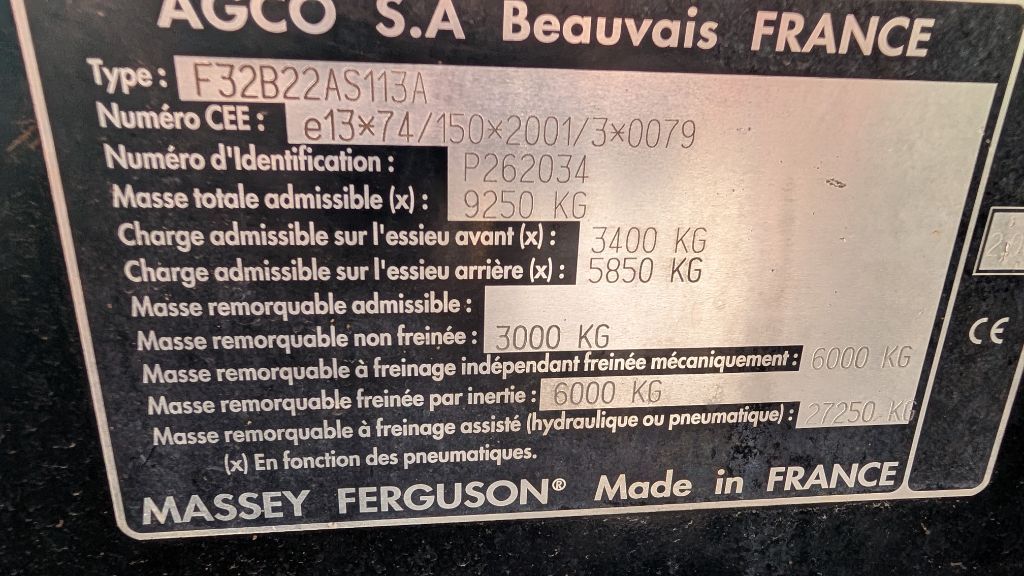 AGCO S.A Beauvais FRANCE
Type : F32B22AS113A
Numéro CEE : e13*74/150*2001/3*0079
Numéro d'Identification : P262034
Masse totale admissible (x) : 9250 KG
Charge admissible sur l'essieu avant (x) : 3400 KG
Charge admissible sur l'essieu arrière (x) : 5850 KG
Masse remorquable admissible :
Masse remorquable non freinée : 3000 KG
Masse remorquable à freinage indépendant freinée mécaniquement : 6000 KG
Masse remorquable freinée par inertie : 6000 KG
Masse remorquable à freinage assisté (hydraulique ou pneumatique) : 27250 KG
(x) En fonction des pneumatiques.
MASSEY FERGUSON® Made in FRANCE
CE